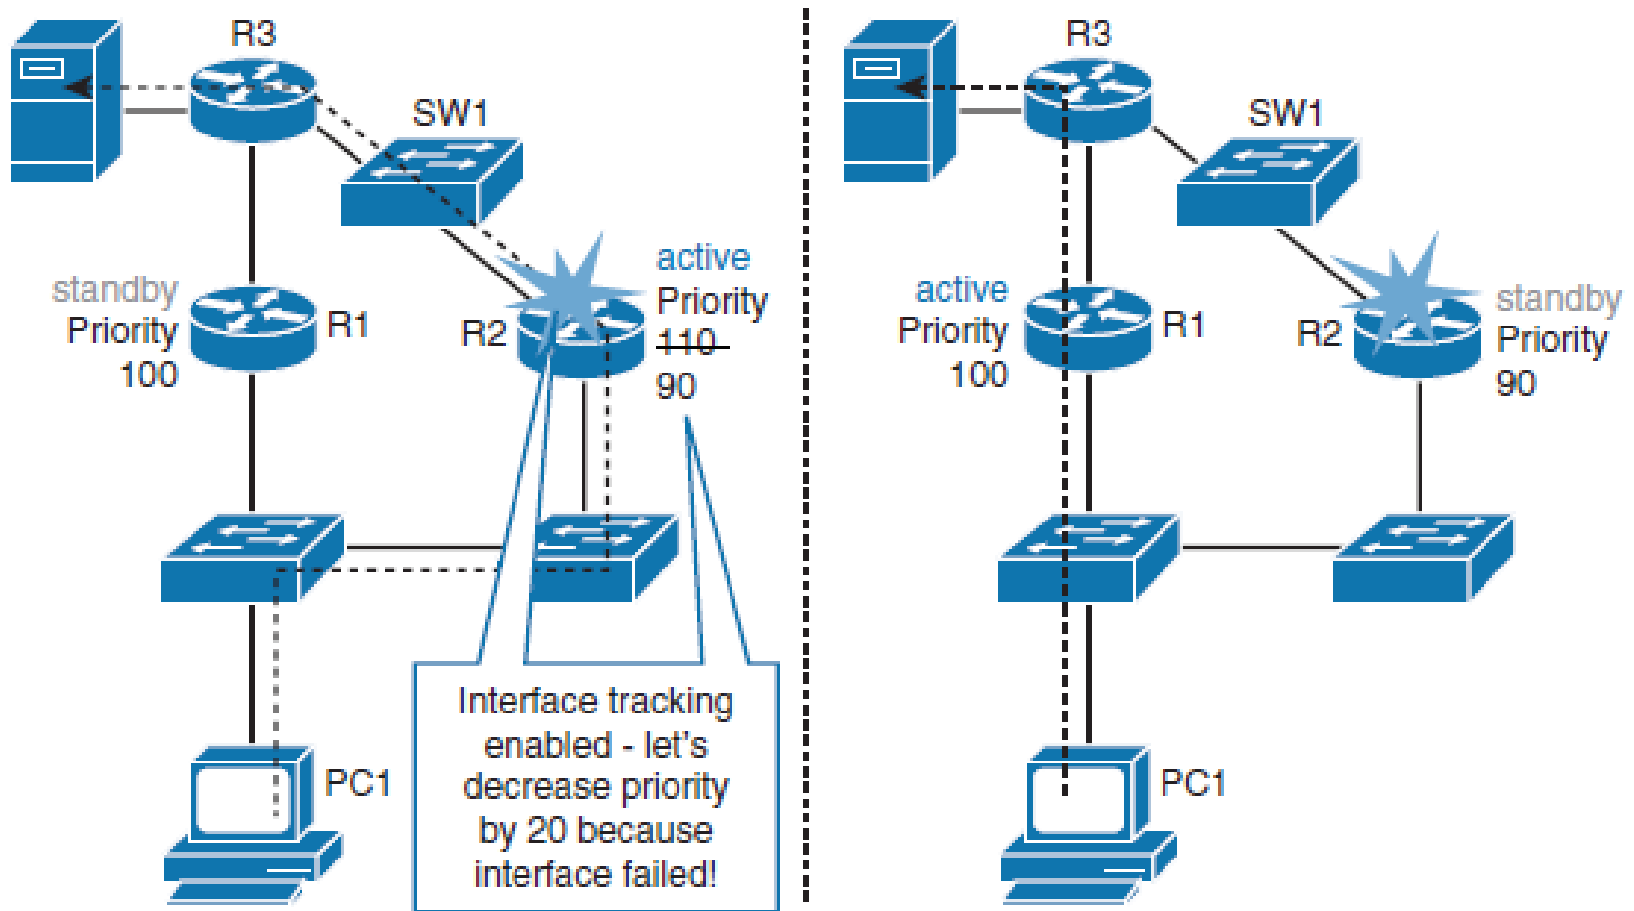 R3
SW1
active
Priority
110
90
standby
Priority
100
R1
R2
PC1
Interface tracking
enabled - let's
decrease priority
by 20 because
interface failed!
R3
SW1
active
Priority
100
R1
R2
standby
Priority
90
PC1